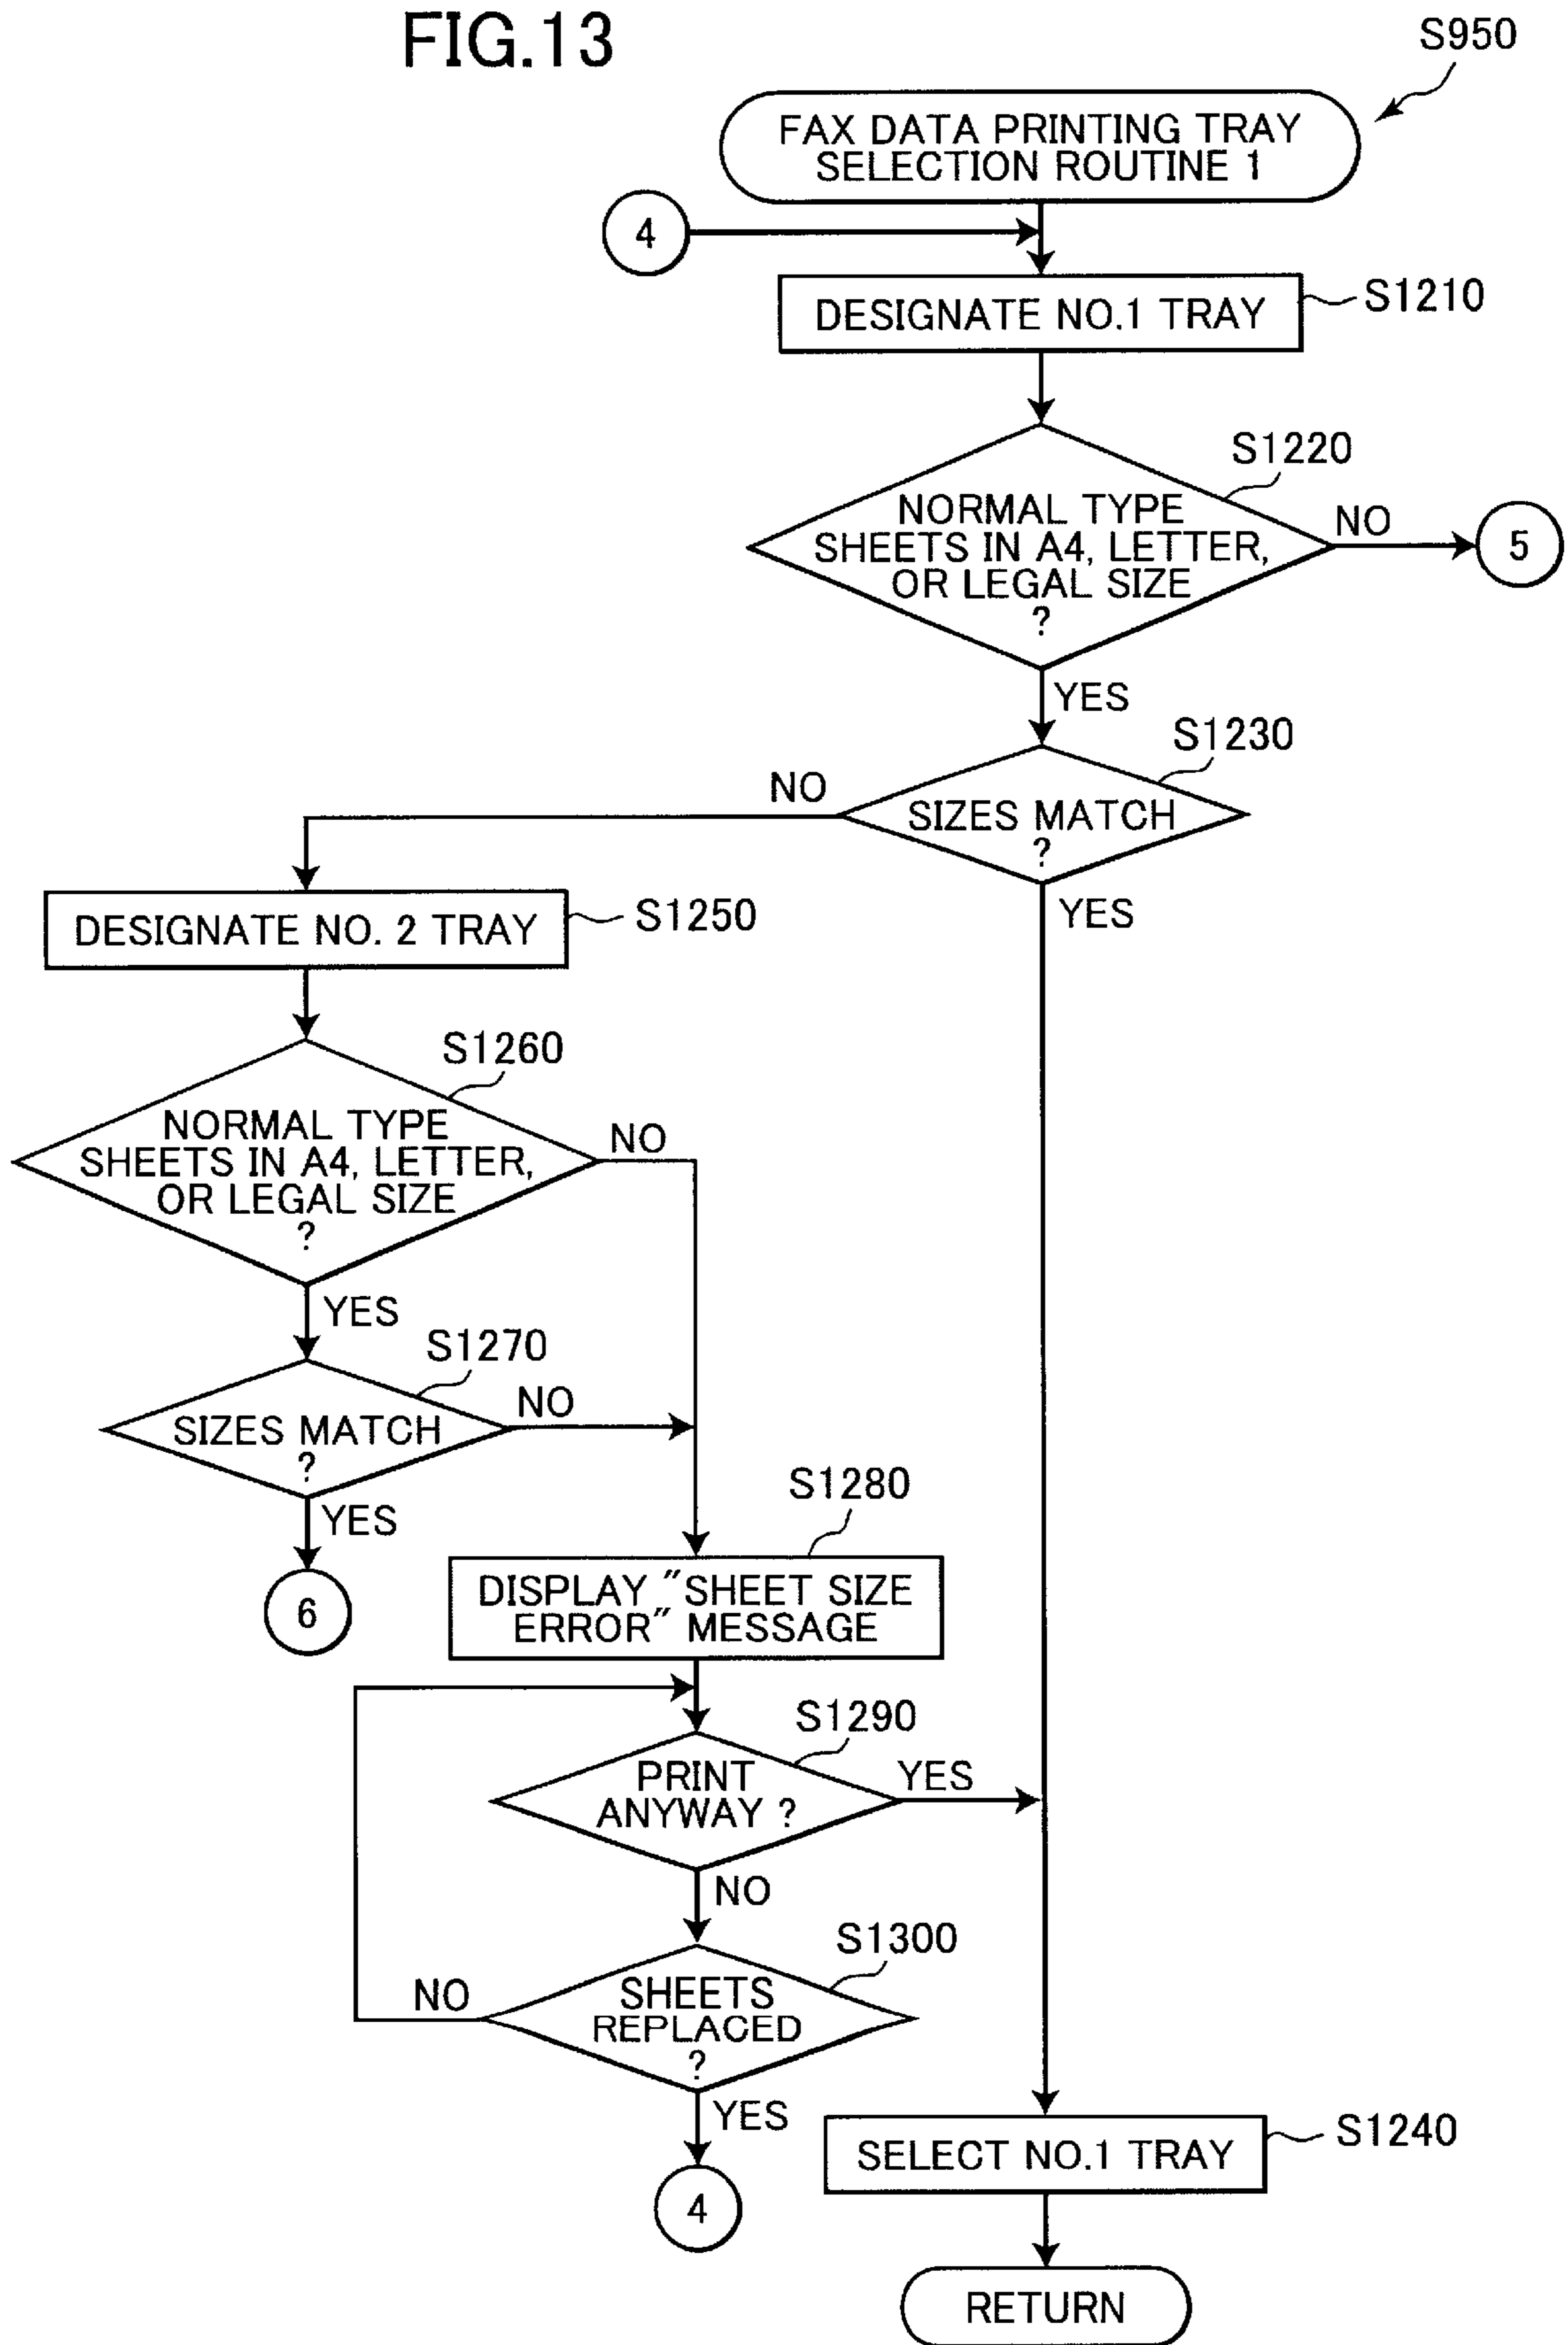 FIG.13
S950
FAX DATA PRINTING TRAY
SELECTION ROUTINE 1
4
DESIGNATE NO.1 TRAY
S1210
S1220
NORMAL TYPE
SHEETS IN A4, LETTER,
OR LEGAL SIZE
?
NO
5
YES
S1230
NO
SIZES MATCH
?
YES
DESIGNATE NO. 2 TRAY
S1250
S1260
NORMAL TYPE
SHEETS IN A4, LETTER,
OR LEGAL SIZE
?
NO
YES
S1270
SIZES MATCH
?
NO
YES
6
S1280
DISPLAY "SHEET SIZE
ERROR" MESSAGE
S1290
PRINT
ANYWAY ?
YES
NO
S1300
SHEETS
REPLACED
?
NO
YES
4
SELECT NO.1 TRAY
S1240
RETURN